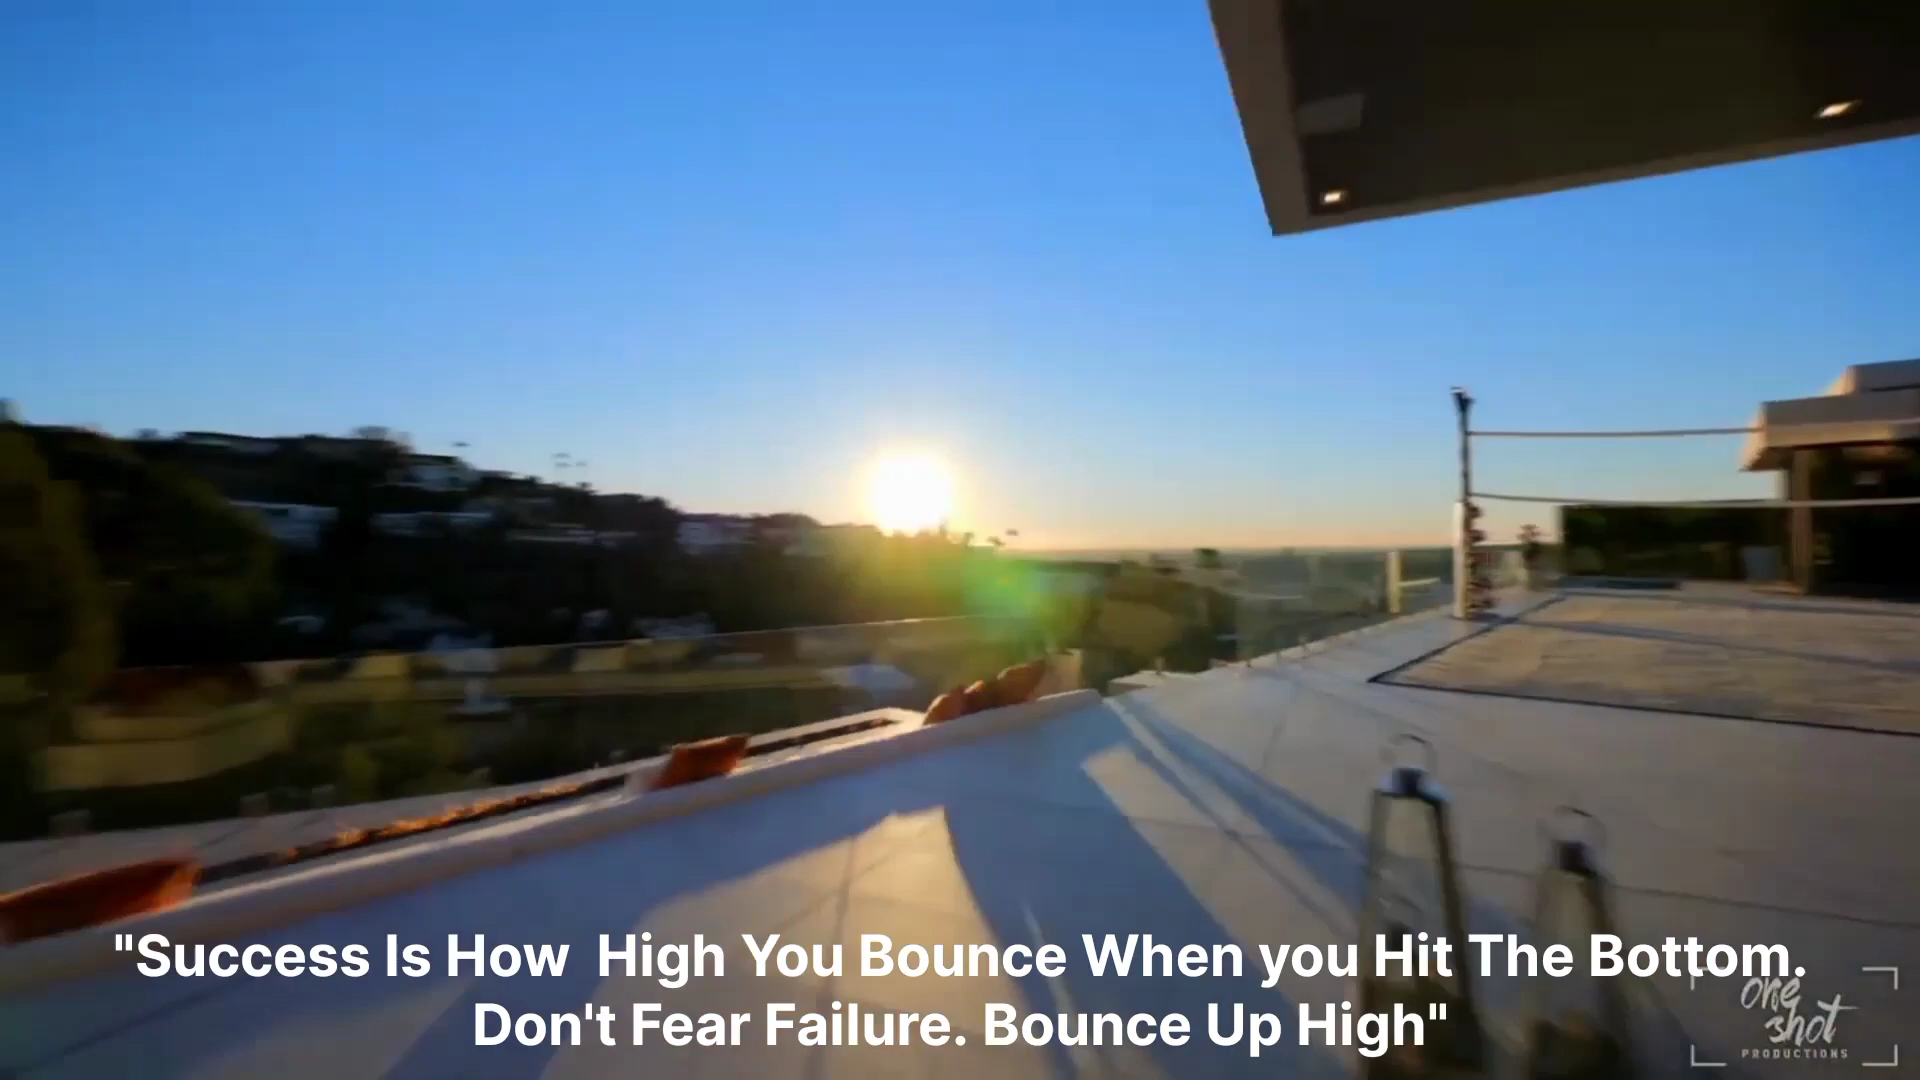 "Success Is How  High You Bounce When you Hit The Bottom.
Don't Fear Failure. Bounce Up High"
one
shot
PRODUCTIONS